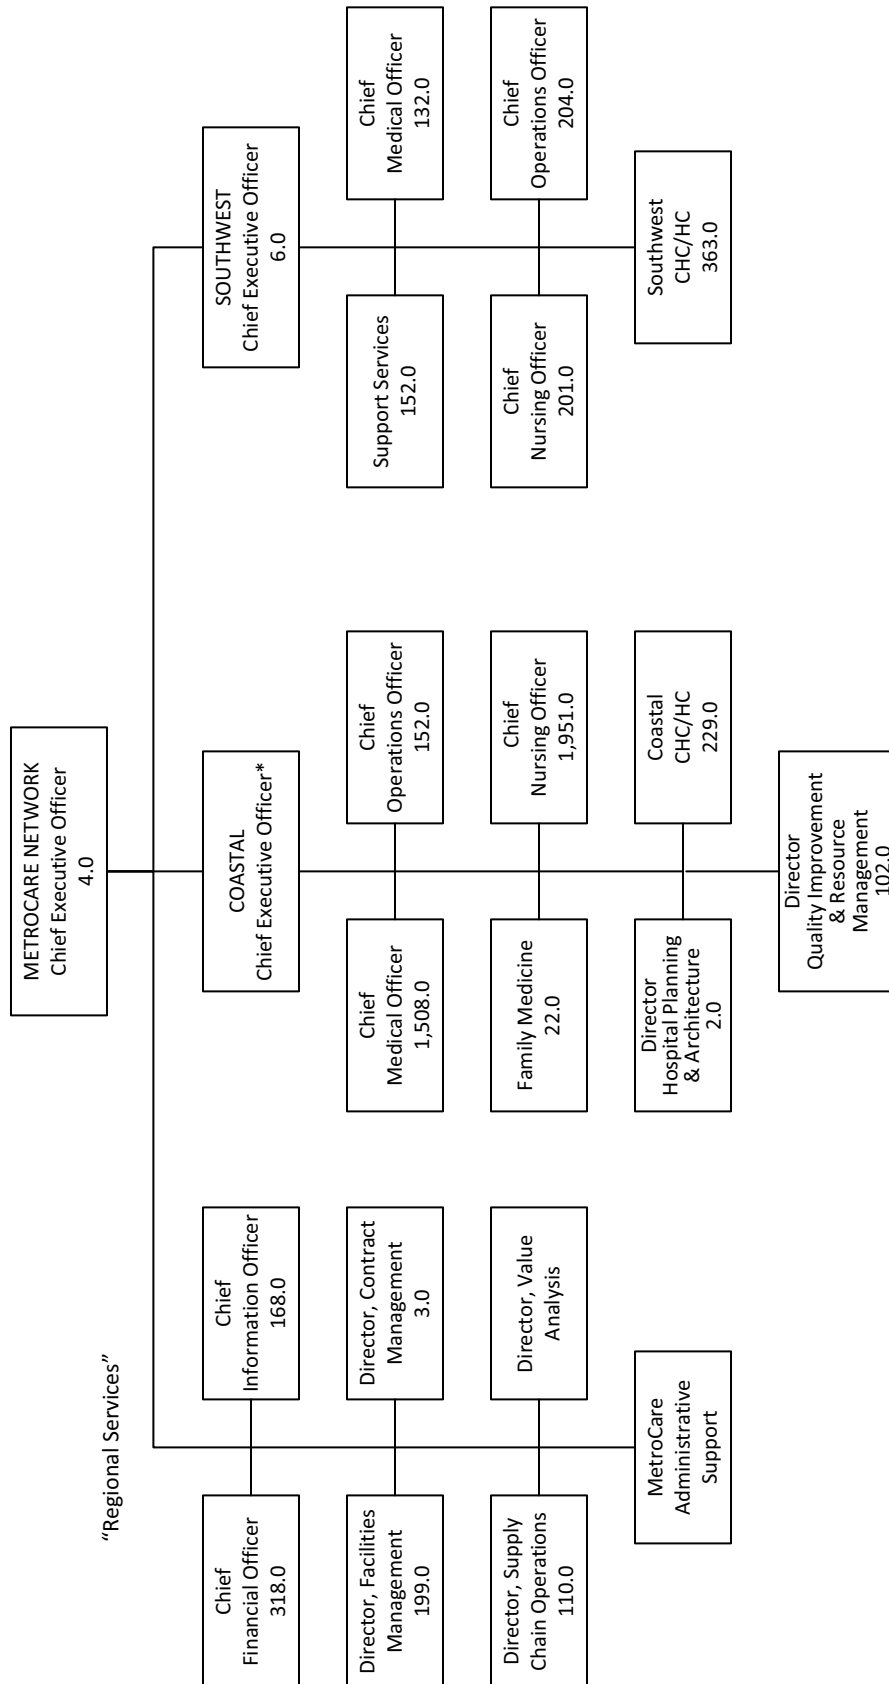 METROCARE NETWORK
Chief Executive Officer
4.0
"Regional Services"
Chief
Financial Officer
318.0
Chief
Information Officer
168.0
Director, Facilities
Management
199.0
Director, Contract
Management
3.0
Director, Supply
Chain Operations
110.0
Director, Value
Analysis
MetroCare
Administrative
Support
COASTAL
Chief Executive Officer*
Chief
Medical Officer
1,508.0
Chief
Operations Officer
152.0
Family Medicine
22.0
Chief
Nursing Officer
1,951.0
Director
Hospital Planning
& Architecture
2.0
Coastal
CHC/HC
229.0
Director
Quality Improvement
& Resource
Management
102.0
SOUTHWEST
Chief Executive Officer
6.0
Support Services
152.0
Chief
Medical Officer
132.0
Chief
Nursing Officer
201.0
Chief
Operations Officer
204.0
Southwest
CHC/HC
363.0